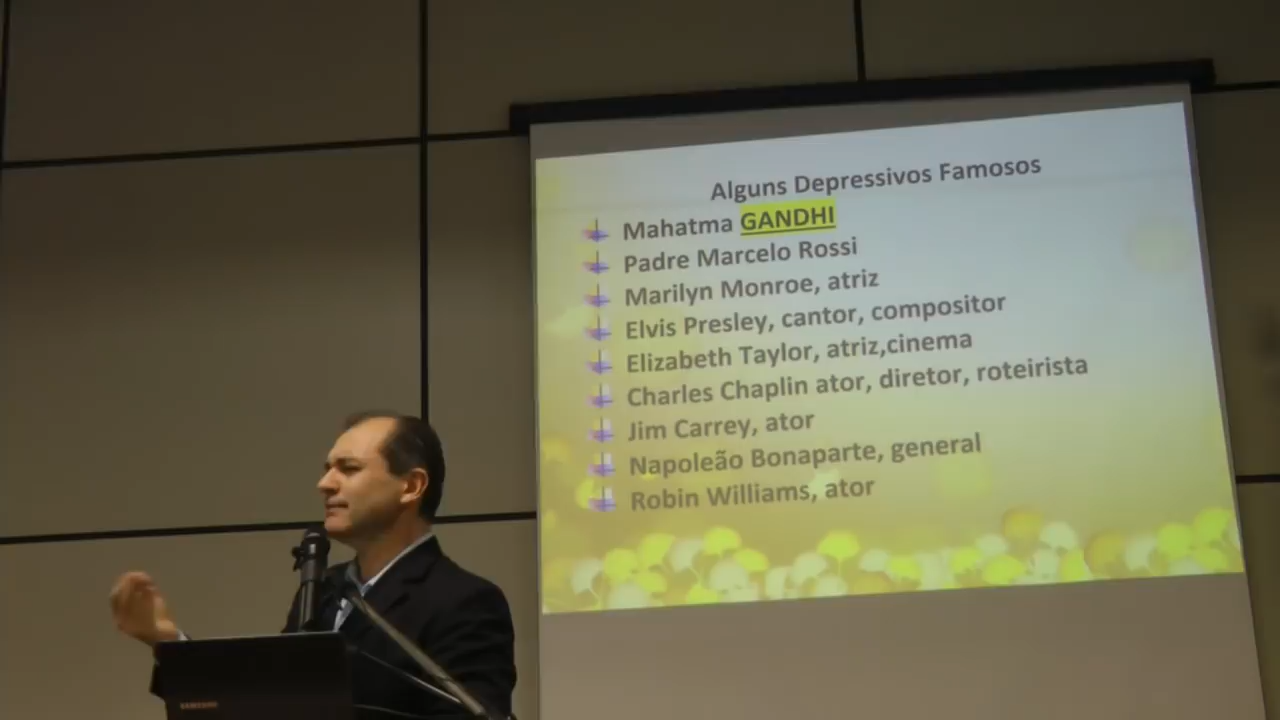 Alguns Depressivos Famosos
Mahatma GANDHI
Padre Marcelo Rossi
Marilyn Monroe, atriz
Elvis Presley, cantor, compositor
Elizabeth Taylor, atriz,cinema
Charles Chaplin ator, diretor, roteirista
Jim Carrey, ator
Napoleão Bonaparte, general
Robin Williams, ator
SAMSUNG